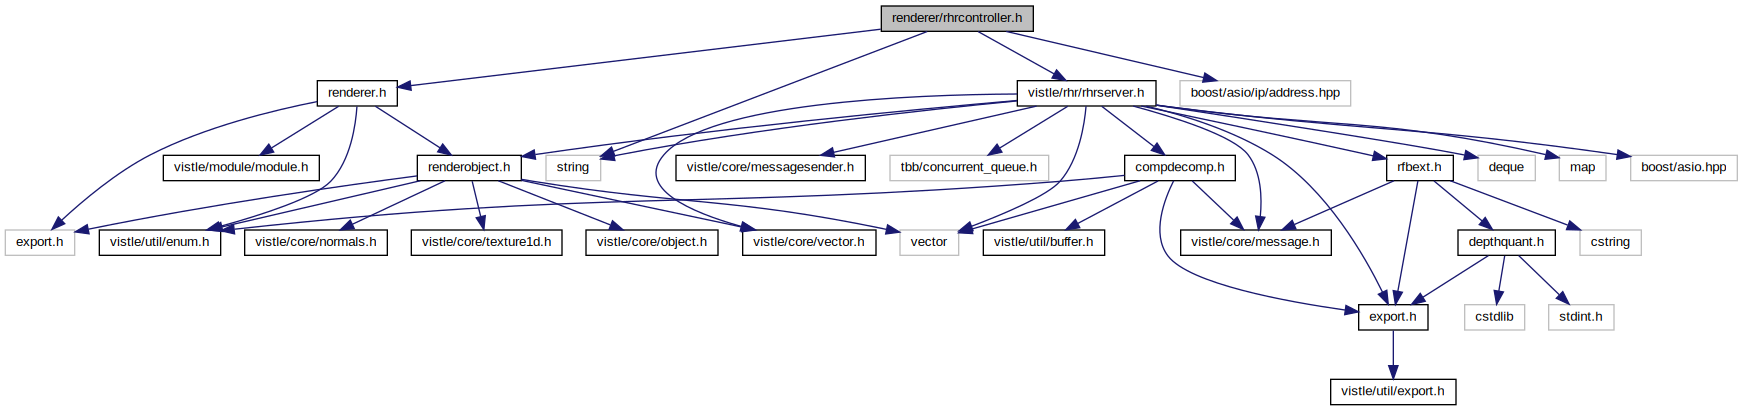 renderer/rhrcontroller.h
renderer.h
vistle/rhr/rhrserver.h
boost/asio/ip/address.hpp
vistle/module/module.h
renderobject.h
string
vistle/core/messagesender.h
tbb/concurrent_queue.h
compdecomp.h
rfbext.h
deque
map
boost/asio.hpp
export.h
vistle/util/enum.h
vistle/core/normals.h
vistle/core/texture1d.h
vistle/core/object.h
vistle/core/vector.h
vector
vistle/util/buffer.h
vistle/core/message.h
depthquant.h
cstring
export.h
cstdlib
stdint.h
vistle/util/export.h